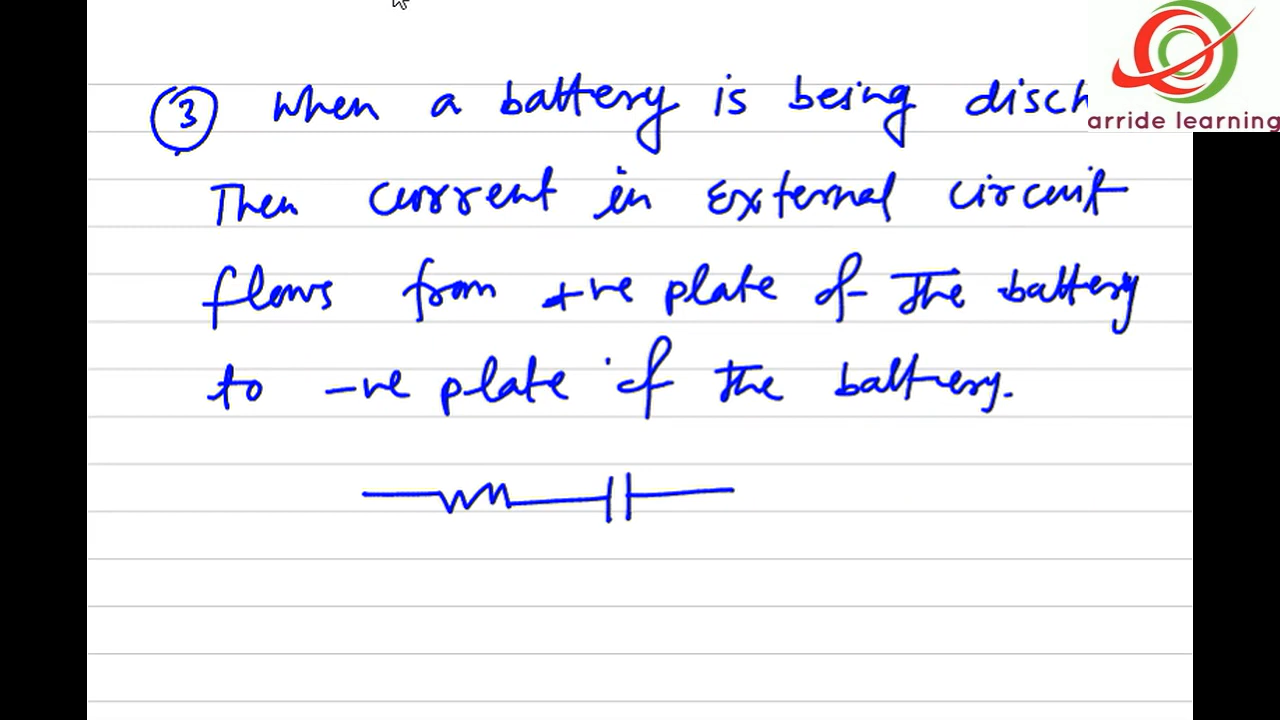 ③ When a battery is being disch
Then current in external circuit
flows from +ve plate of the battery
to -ve plate of the battery.
arride learning